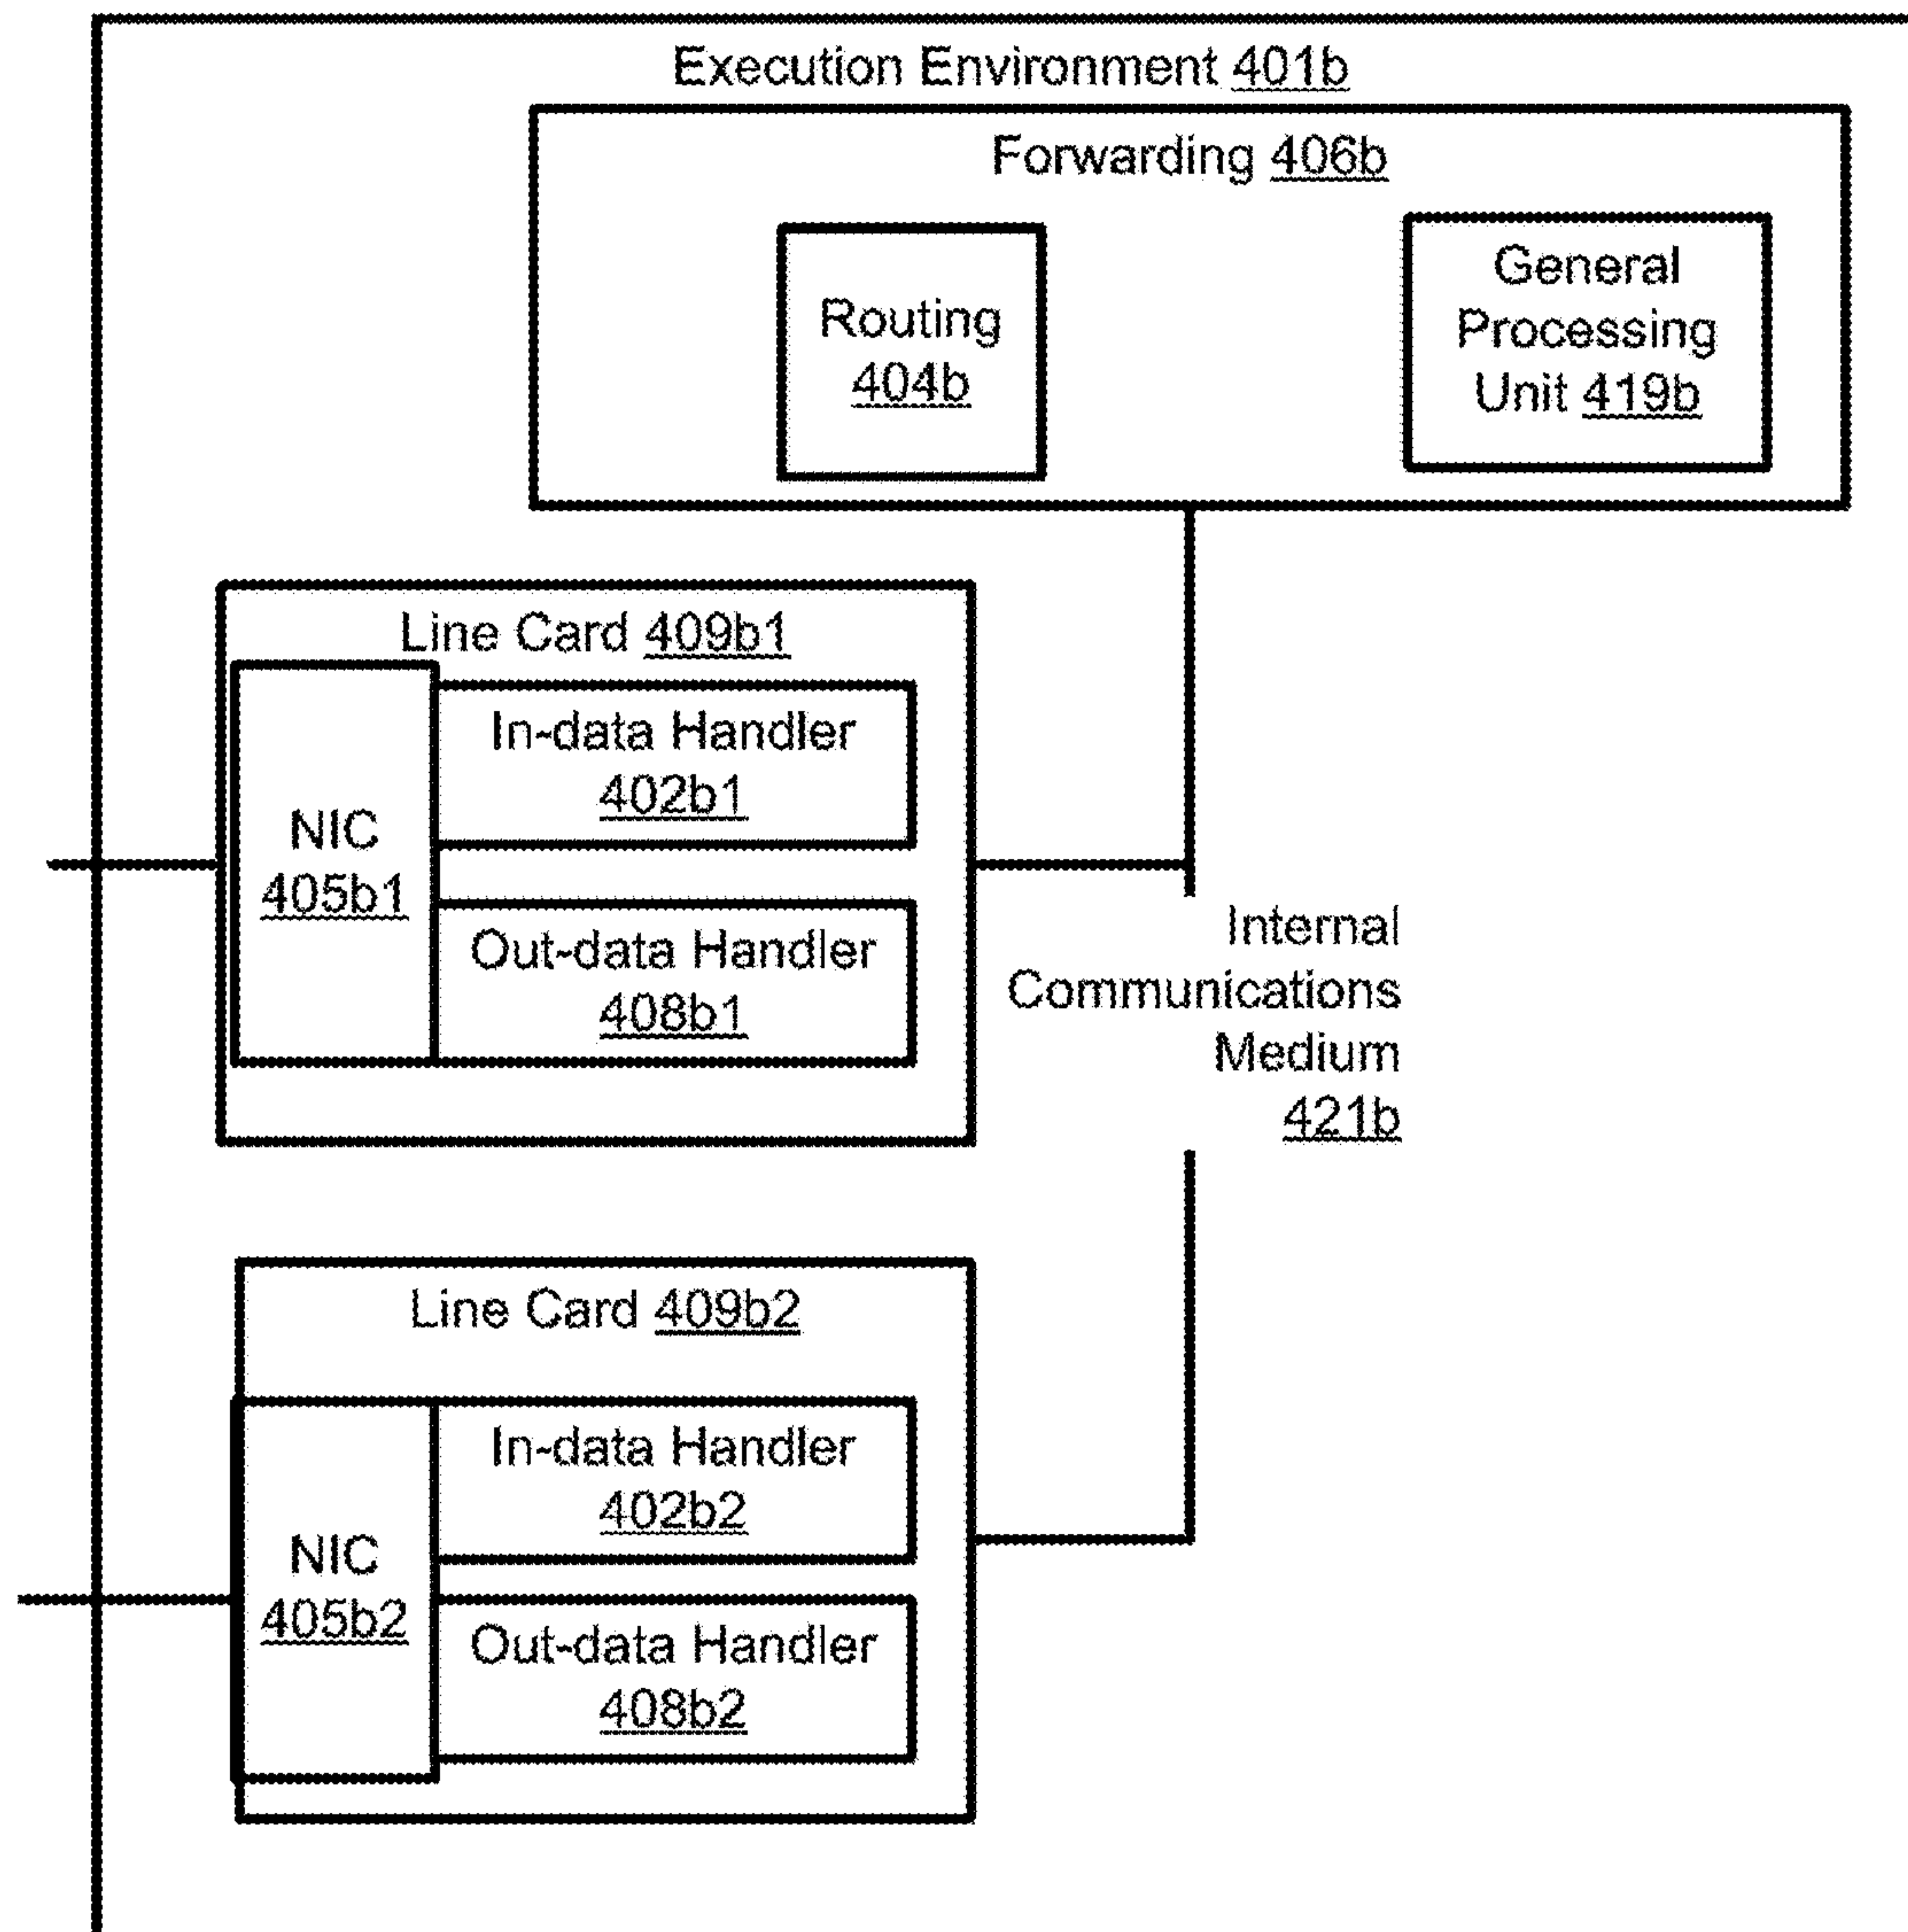 Execution Environment 401b
Forwarding 406b
Routing
404b
General
Processing
Unit 419b
Line Card 409b1
NIC
405b1
In-data Handler
402b1
Out-data Handler
408b1
Internal
Communications
Medium
421b
Line Card 409b2
NIC
405b2
In-data Handler
402b2
Out-data Handler
408b2